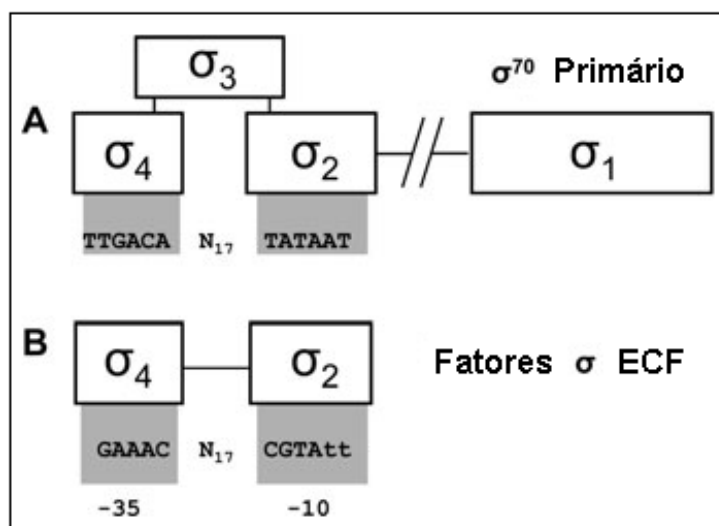 σ₃
σ⁷⁰ Primário
A
σ₄ σ₂ σ₁
TTGACA N₁₇ TATAAT
B
σ₄ σ₂
Fatores σ ECF
GAAAC N₁₇ CGTAtt
-35 -10